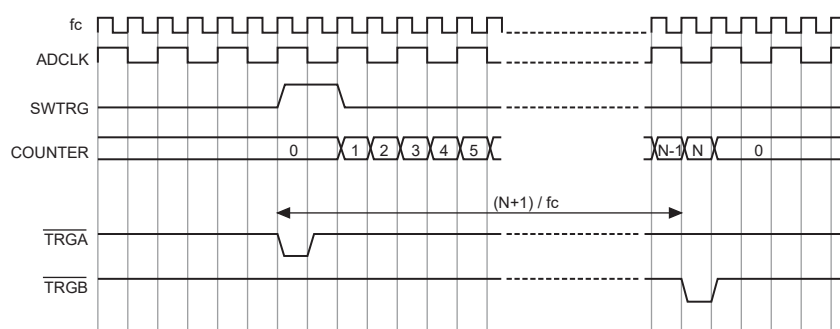 fc
ADCLK
SWTRG
COUNTER 0 1 2 3 4 5 N-1 N 0
(N+1) / fc
TRGA
TRGB